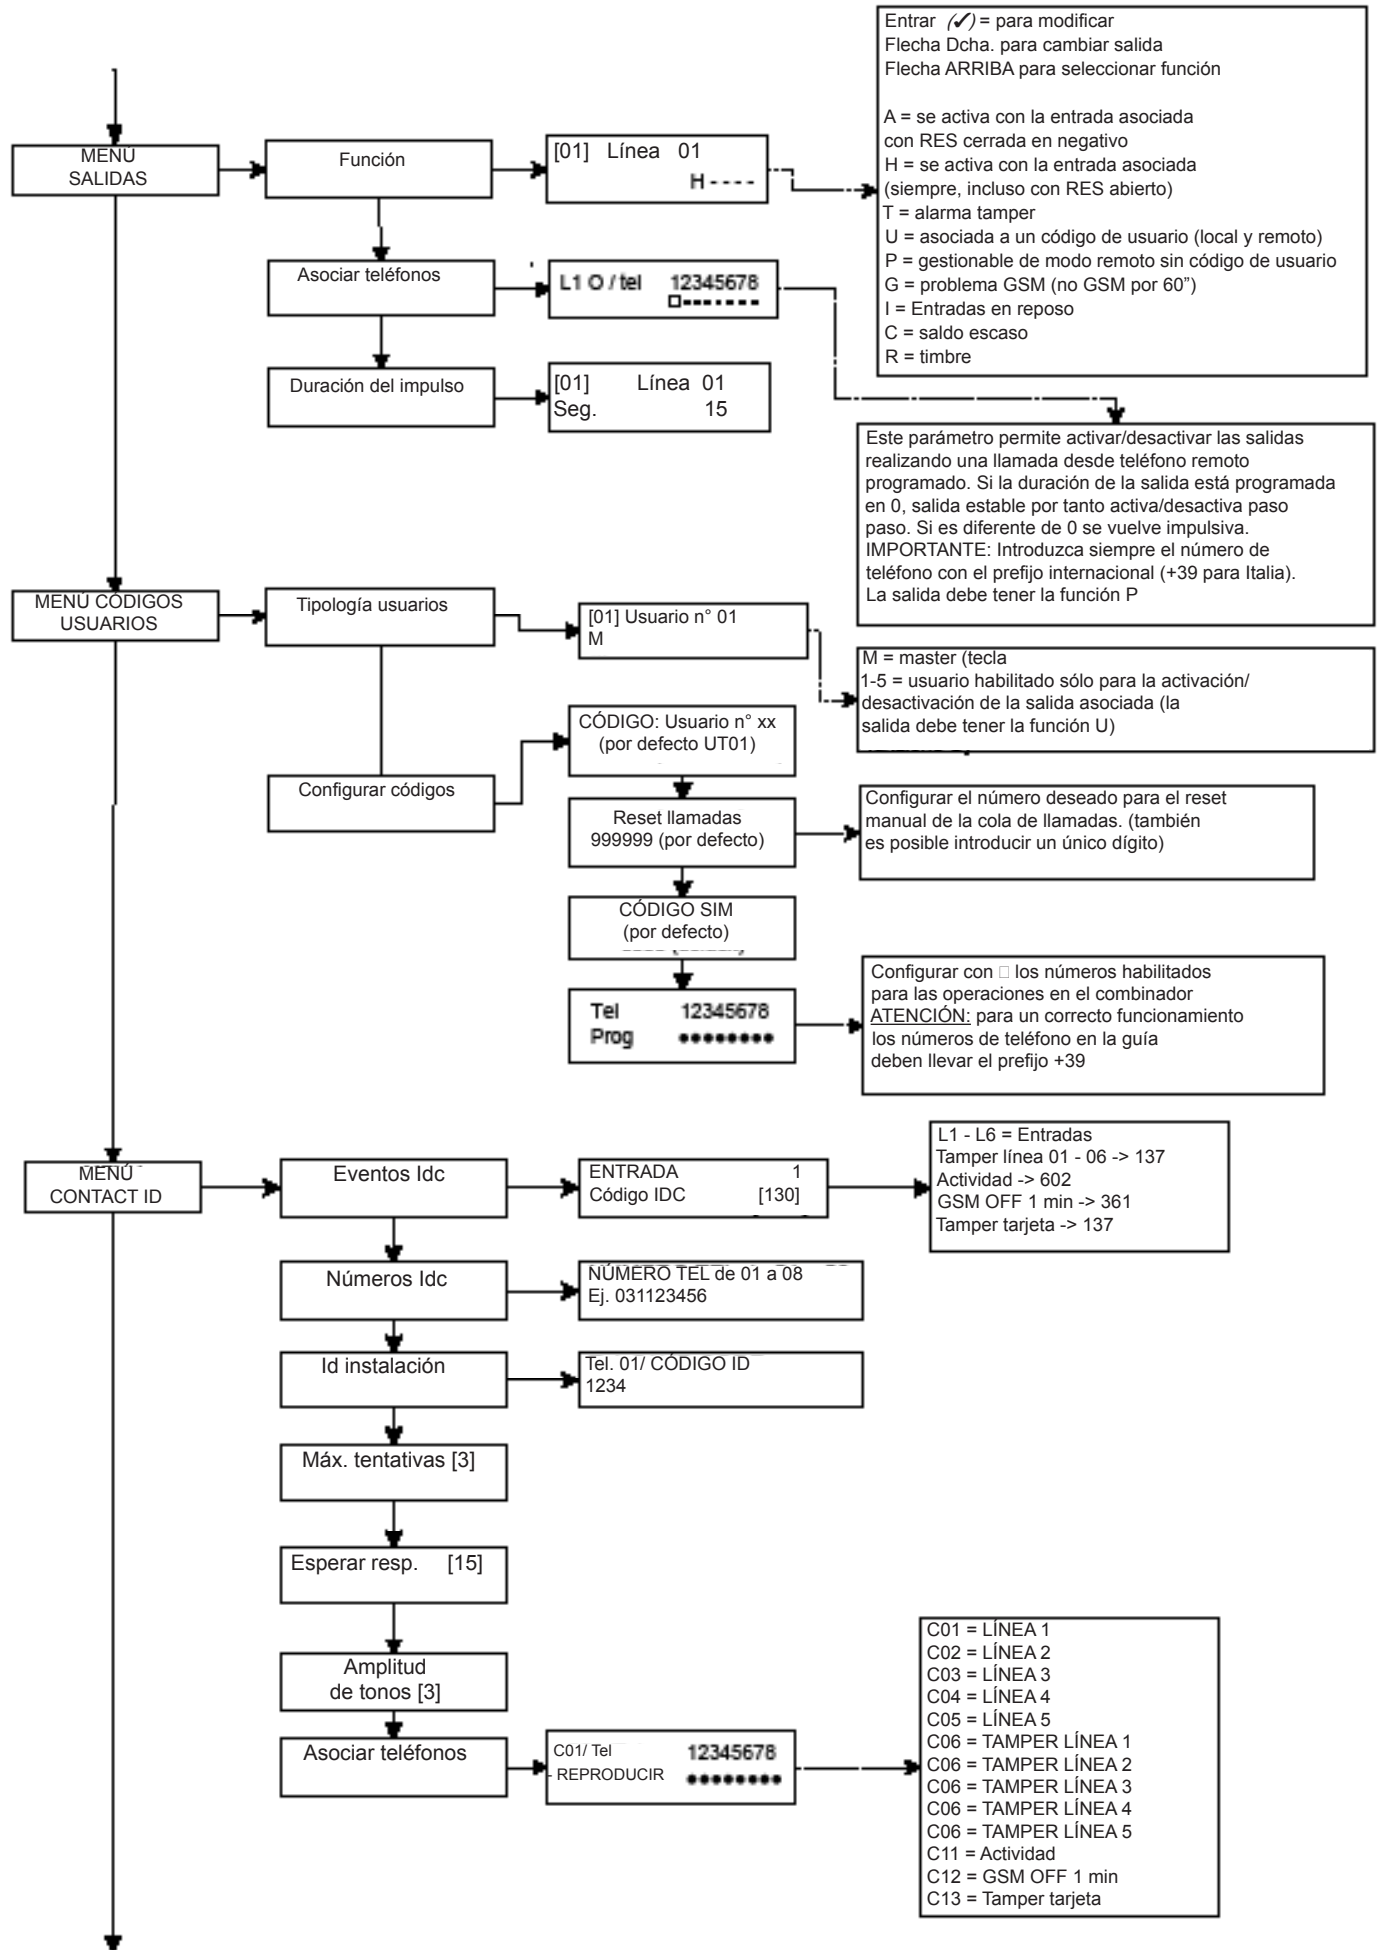 Entrar (✓) = para modificar
Flecha Dcha. para cambiar salida
Flecha ARRIBA para seleccionar función
A = se activa con la entrada asociada
con RES cerrada en negativo
H = se activa con la entrada asociada
(siempre, incluso con RES abierto)
T = alarma tamper
U = asociada a un código de usuario (local y remoto)
P = gestionable de modo remoto sin código de usuario
G = problema GSM (no GSM por 60”)
I = Entradas en reposo
C = saldo escaso
R = timbre
MENÚ
SALIDAS
Función
[01] Línea 01
H - - - -
Asociar teléfonos
L1 O / tel 12345678
□-------
Duración del impulso
[01] Línea 01
Seg. 15
Este parámetro permite activar/desactivar las salidas
realizando una llamada desde teléfono remoto
programado. Si la duración de la salida está programada
en 0, salida estable por tanto activa/desactiva paso
paso. Si es diferente de 0 se vuelve impulsiva.
IMPORTANTE: Introduzca siempre el número de
teléfono con el prefijo internacional (+39 para Italia).
La salida debe tener la función P
MENÚ CÓDIGOS
USUARIOS
Tipología usuarios
[01] Usuario n° 01
M
M = master (tecla
1-5 = usuario habilitado sólo para la activación/
desactivación de la salida asociada (la
salida debe tener la función U)
Configurar códigos
CÓDIGO: Usuario n° xx
(por defecto UT01)
Reset llamadas
999999 (por defecto)
Configurar el número deseado para el reset
manual de la cola de llamadas. (también
es posible introducir un único dígito)
CÓDIGO SIM
(por defecto)
Tel 12345678
Prog ●●●●●●●●
Configurar con □ los números habilitados
para las operaciones en el combinador
ATENCIÓN: para un correcto funcionamiento
los números de teléfono en la guía
deben llevar el prefijo +39
MENÚ
CONTACT ID
Eventos Idc
ENTRADA 1
Código IDC [130]
L1 - L6 = Entradas
Tamper línea 01 - 06 -> 137
Actividad -> 602
GSM OFF 1 min -> 361
Tamper tarjeta -> 137
Números Idc
NÚMERO TEL de 01 a 08
Ej. 031123456
Id instalación
Tel. 01/ CÓDIGO ID
1234
Máx. tentativas [3]
Esperar resp. [15]
Amplitud
de tonos [3]
Asociar teléfonos
C01/ Tel 12345678
- REPRODUCIR ●●●●●●●●
C01 = LÍNEA 1
C02 = LÍNEA 2
C03 = LÍNEA 3
C04 = LÍNEA 4
C05 = LÍNEA 5
C06 = TAMPER LÍNEA 1
C06 = TAMPER LÍNEA 2
C06 = TAMPER LÍNEA 3
C06 = TAMPER LÍNEA 4
C06 = TAMPER LÍNEA 5
C11 = Actividad
C12 = GSM OFF 1 min
C13 = Tamper tarjeta